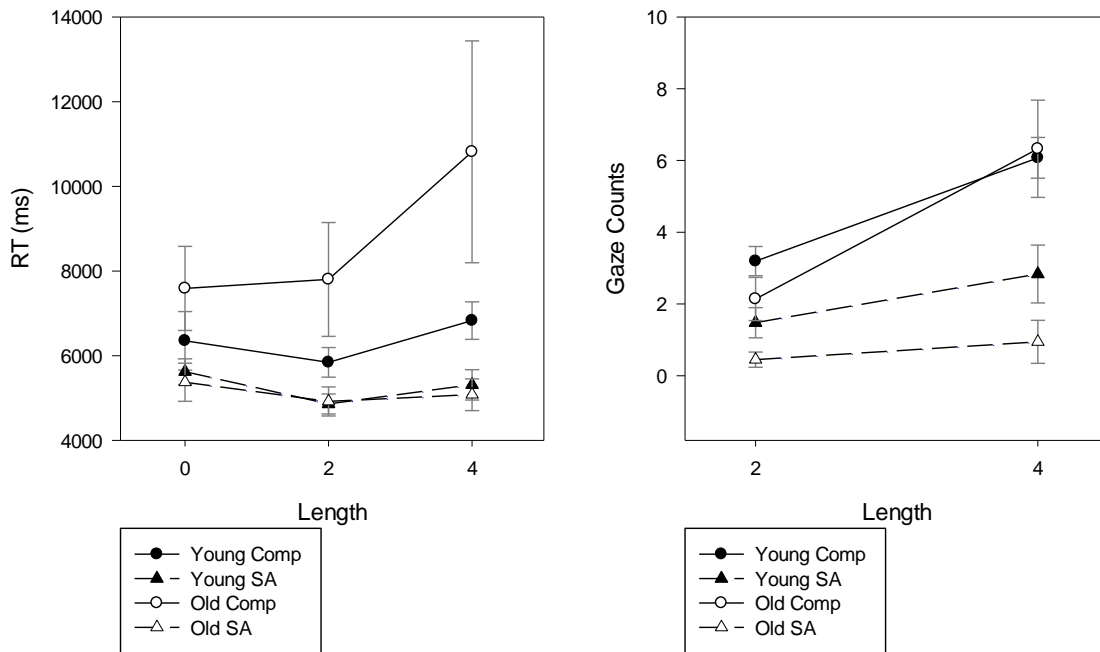 14000
12000
10000
8000
6000
4000
RT (ms)
0 2 4
Length
Young Comp
Young SA
Old Comp
Old SA
10
8
6
4
2
0
Gaze Counts
2 4
Length
Young Comp
Young SA
Old Comp
Old SA